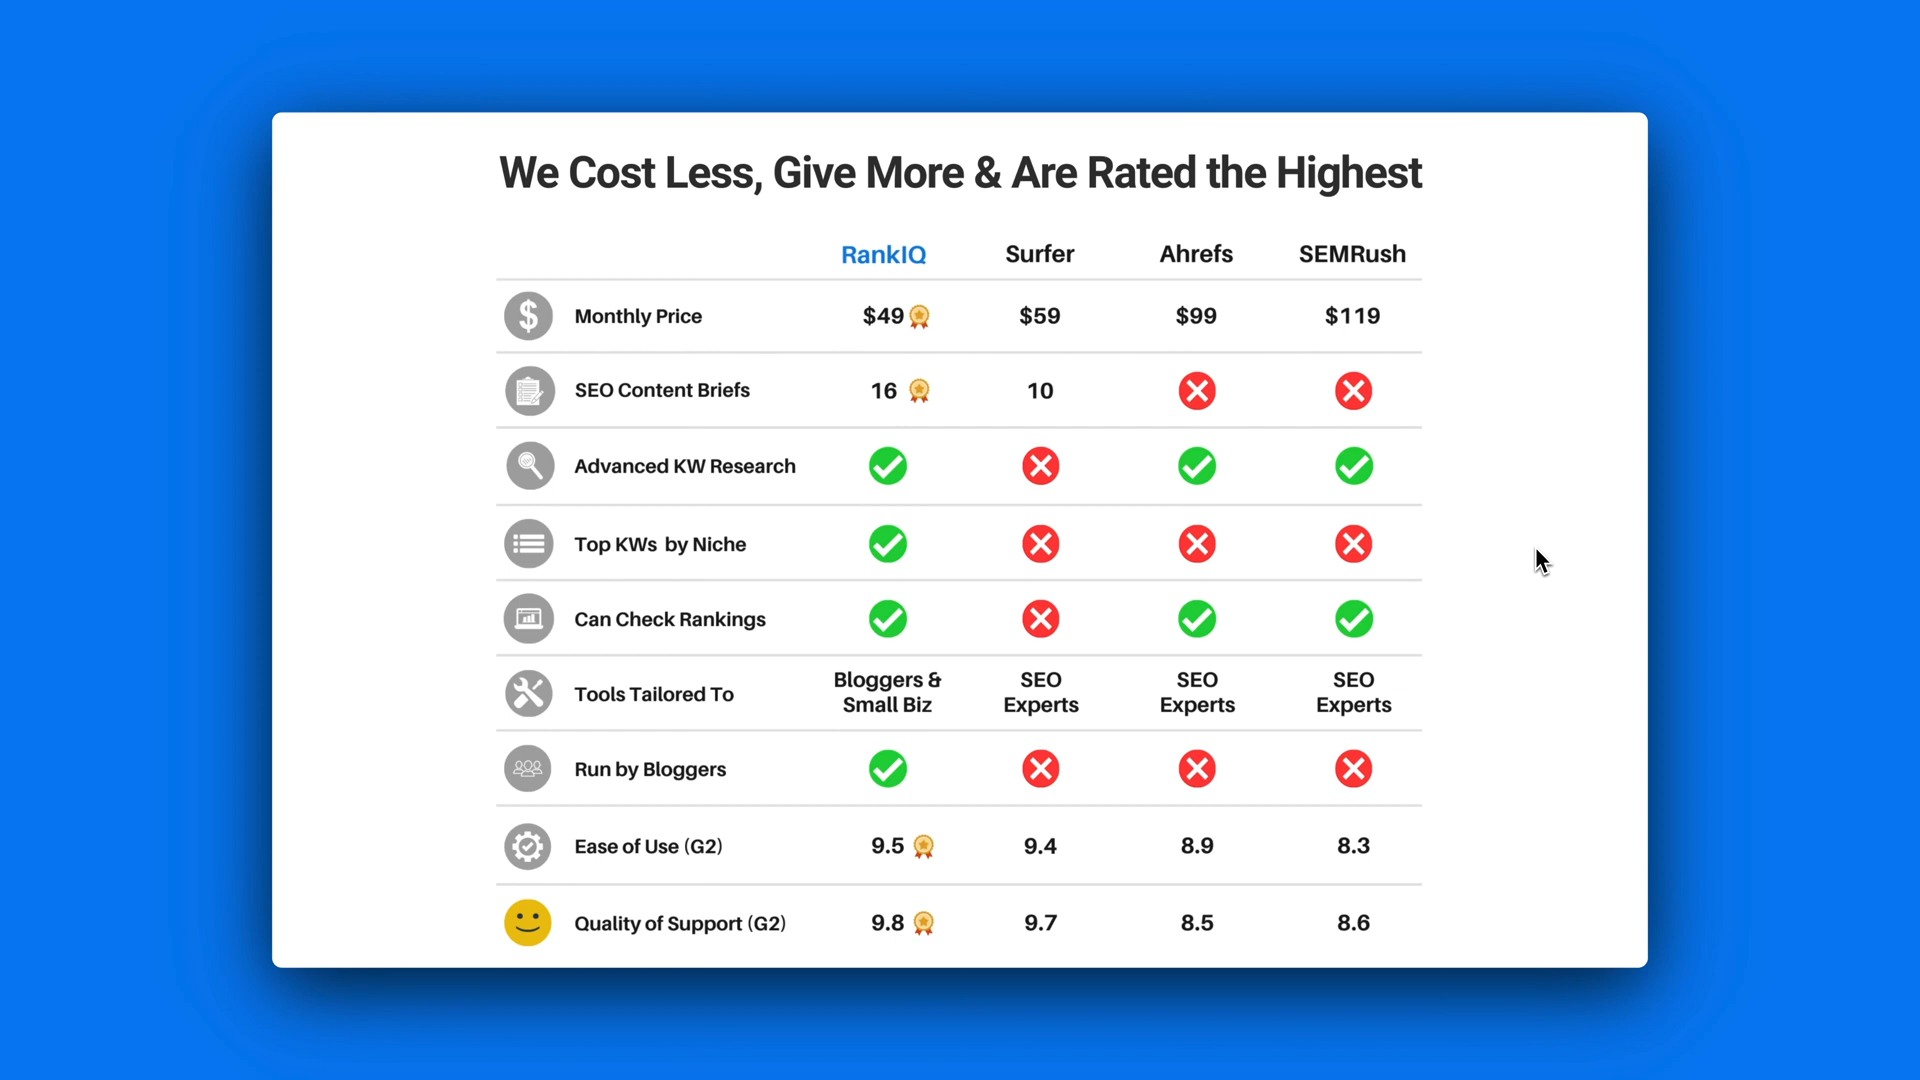 We Cost Less, Give More & Are Rated the Highest
RankIQ Surfer Ahrefs SEMRush
Monthly Price $49 $59 $99 $119
SEO Content Briefs 16 10
Advanced KW Research
Top KWs by Niche
Can Check Rankings
Tools Tailored To
Bloggers &
Small Biz
SEO
Experts
SEO
Experts
SEO
Experts
Run by Bloggers
Ease of Use (G2) 9.5 9.4 8.9 8.3
Quality of Support (G2) 9.8 9.7 8.5 8.6